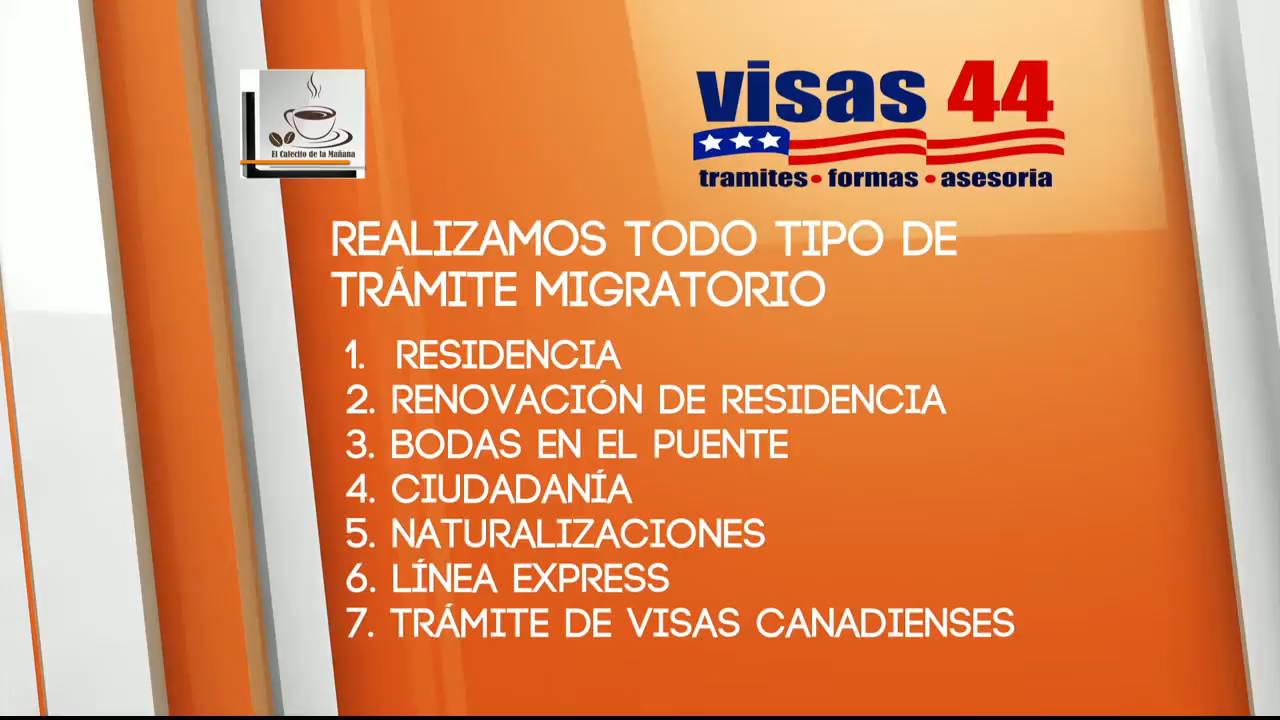 El Cafecito de la Mañana
visas 44
tramites • formas • asesoria
REALIZAMOS TODO TIPO DE
TRÁMITE MIGRATORIO
1. RESIDENCIA
2. RENOVACIÓN DE RESIDENCIA
3. BODAS EN EL PUENTE
4. CIUDADANÍA
5. NATURALIZACIONES
6. LÍNEA EXPRESS
7. TRÁMITE DE VISAS CANADIENSES